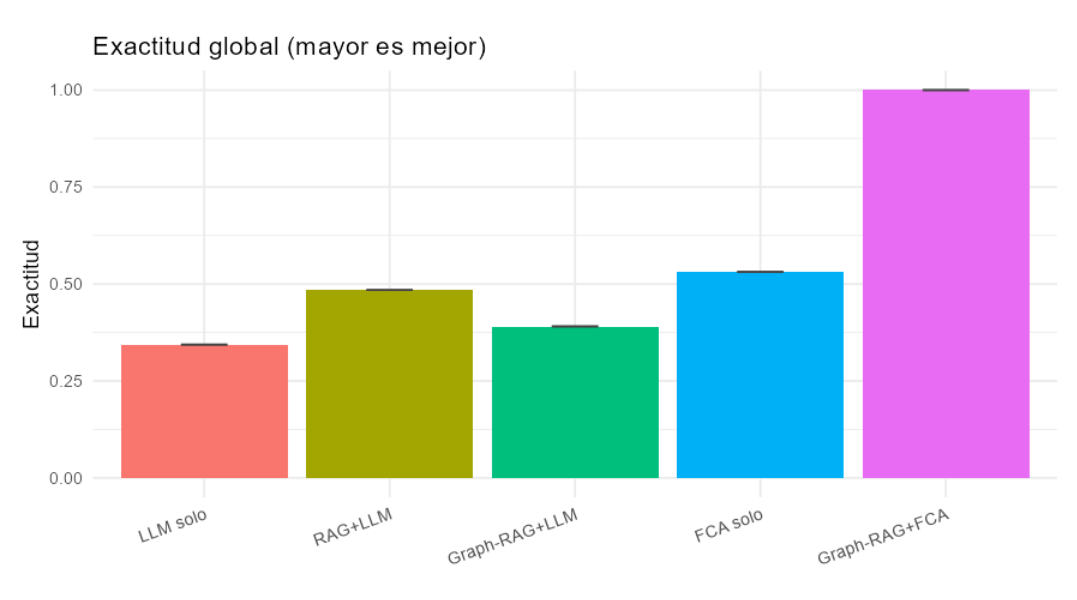 Exactitud global (mayor es mejor)
Exactitud
1.00
0.75
0.50
0.25
0.00
LLM solo
RAG+LLM
Graph-RAG+LLM
FCA solo
Graph-RAG+FCA